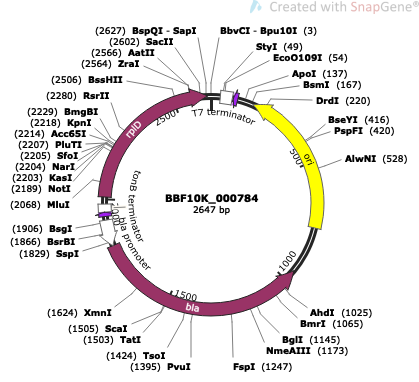 Created with SnapGene®
(2627) BspQI - SapI
(2602) SacII
(2566) AatII
(2564) ZraI
(2506) BssHII
(2280) RsrII
(2229) BmgBI
(2218) KpnI
(2214) Acc65I
(2207) PluTI
(2205) SfoI
(2204) NarI
(2203) KasI
(2189) NotI
(2068) MluI
(1906) BsgI
(1866) BsrBI
(1829) SspI
(1624) XmnI
(1505) ScaI
(1503) TatI
(1424) TsoI
(1395) PvuI
BbvCI - Bpu10I (3)
StyI (49)
EcoO109I (54)
ApoI (137)
BsmI (167)
DrdI (220)
BseYI (416)
PspFI (420)
AlwNI (528)
AhdI (1025)
BmrI (1065)
BglI (1145)
NmeAIII (1173)
FspI (1247)
T7 terminator
ori
bla
bla promoter
tonB terminator
rplD
500
1000
1500
2000
2500
BBF10K_000784
2647 bp